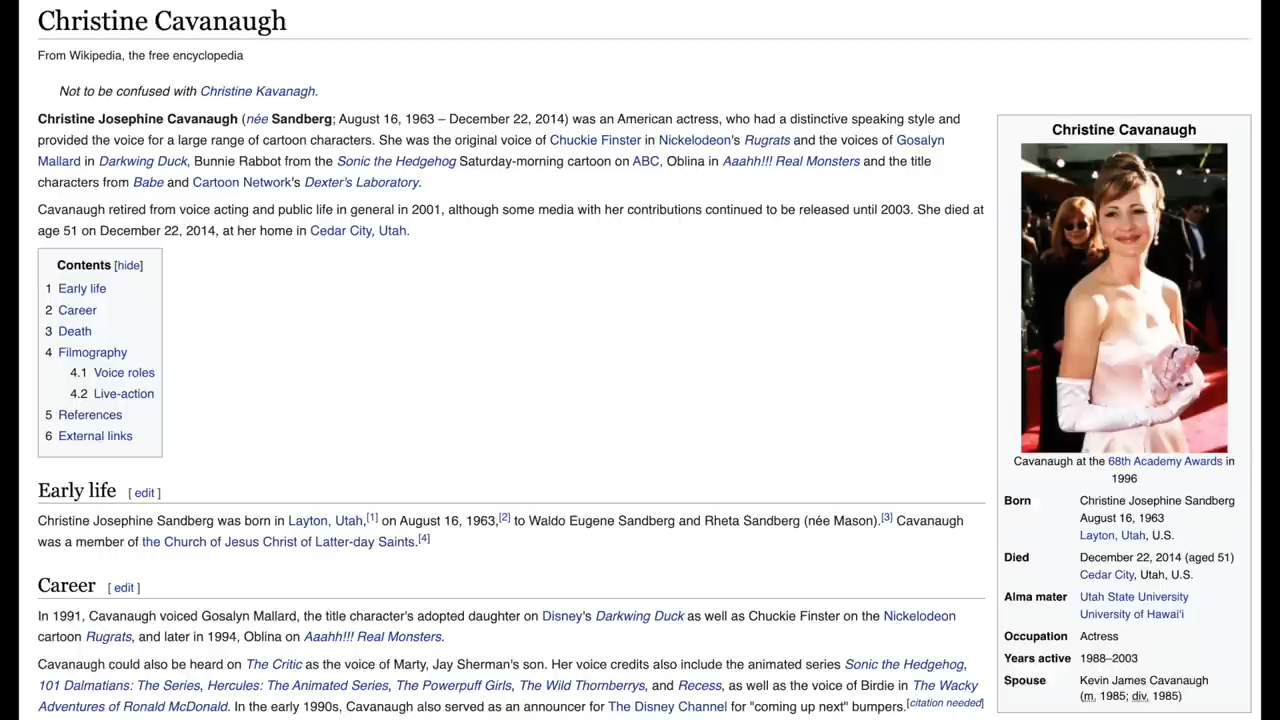 Christine Cavanaugh
From Wikipedia, the free encyclopedia
Not to be confused with Christine Kavanagh.
Christine Josephine Cavanaugh (née Sandberg; August 16, 1963 – December 22, 2014) was an American actress, who had a distinctive speaking style and
provided the voice for a large range of cartoon characters. She was the original voice of Chuckie Finster in Nickelodeon's Rugrats and the voices of Gosalyn
Mallard in Darkwing Duck, Bunnie Rabbot from the Sonic the Hedgehog Saturday-morning cartoon on ABC, Oblina in Aaahh!!! Real Monsters and the title
characters from Babe and Cartoon Network's Dexter's Laboratory.
Cavanaugh retired from voice acting and public life in general in 2001, although some media with her contributions continued to be released until 2003. She died at
age 51 on December 22, 2014, at her home in Cedar City, Utah.
Contents [hide]
1 Early life
2 Career
3 Death
4 Filmography
4.1 Voice roles
4.2 Live-action
5 References
6 External links
Early life [ edit ]
Christine Josephine Sandberg was born in Layton, Utah,[1] on August 16, 1963,[2] to Waldo Eugene Sandberg and Rheta Sandberg (née Mason).[3] Cavanaugh
was a member of the Church of Jesus Christ of Latter-day Saints.[4]
Career [ edit ]
In 1991, Cavanaugh voiced Gosalyn Mallard, the title character's adopted daughter on Disney's Darkwing Duck as well as Chuckie Finster on the Nickelodeon
cartoon Rugrats, and later in 1994, Oblina on Aaahh!!! Real Monsters.
Cavanaugh could also be heard on The Critic as the voice of Marty, Jay Sherman's son. Her voice credits also include the animated series Sonic the Hedgehog,
101 Dalmatians: The Series, Hercules: The Animated Series, The Powerpuff Girls, The Wild Thornberrys, and Recess, as well as the voice of Birdie in The Wacky
Adventures of Ronald McDonald. In the early 1990s, Cavanaugh also served as an announcer for The Disney Channel for "coming up next" bumpers.[citation needed]
Christine Cavanaugh
Cavanaugh at the 68th Academy Awards in
1996
Born Christine Josephine Sandberg
August 16, 1963
Layton, Utah, U.S.
Died December 22, 2014 (aged 51)
Cedar City, Utah, U.S.
Alma mater Utah State University
University of Hawai'i
Occupation Actress
Years active 1988–2003
Spouse Kevin James Cavanaugh
(m. 1985; div. 1985)